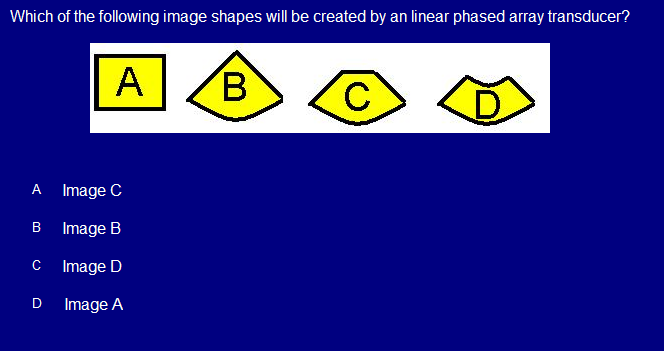 Which of the following image shapes will be created by an linear phased array transducer?
A B C D
A Image C
B Image B
C Image D
D Image A